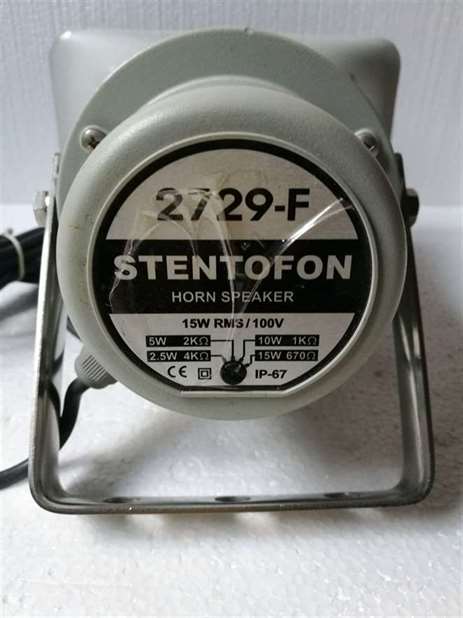 2729-F
STENTOFON
HORN SPEAKER
15W RMS/100V
5W 2KΩ 10W 1KΩ
2.5W 4KΩ 15W 670Ω
CE IP-67